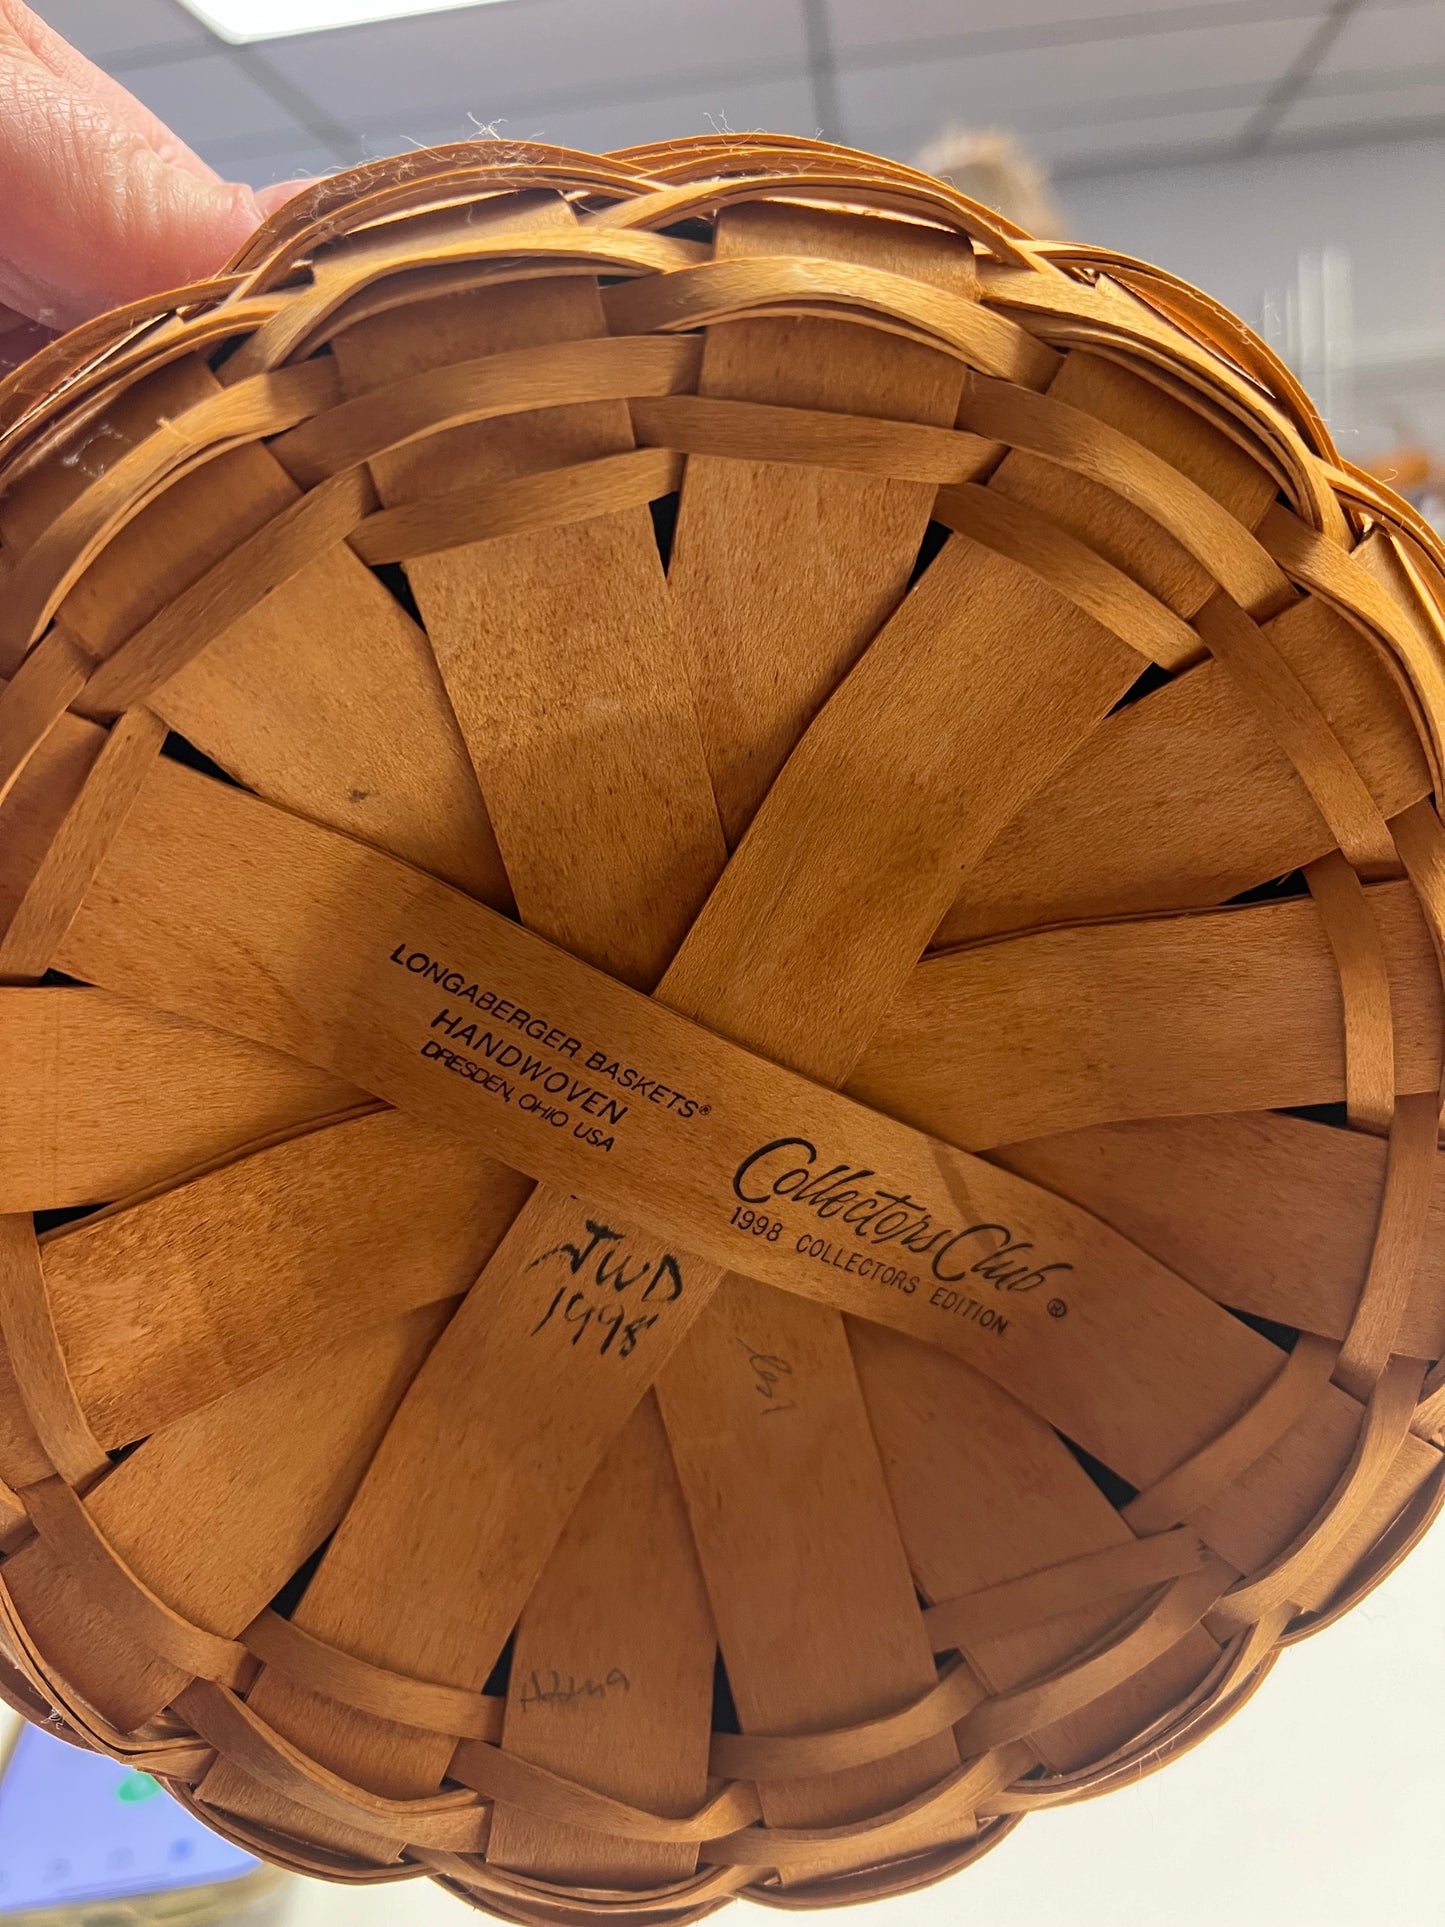 LONGABERGER BASKETS®
HANDWOVEN
DRESDEN, OHIO USA
Collectors Club®
1998 COLLECTORS EDITION
JWD
1998